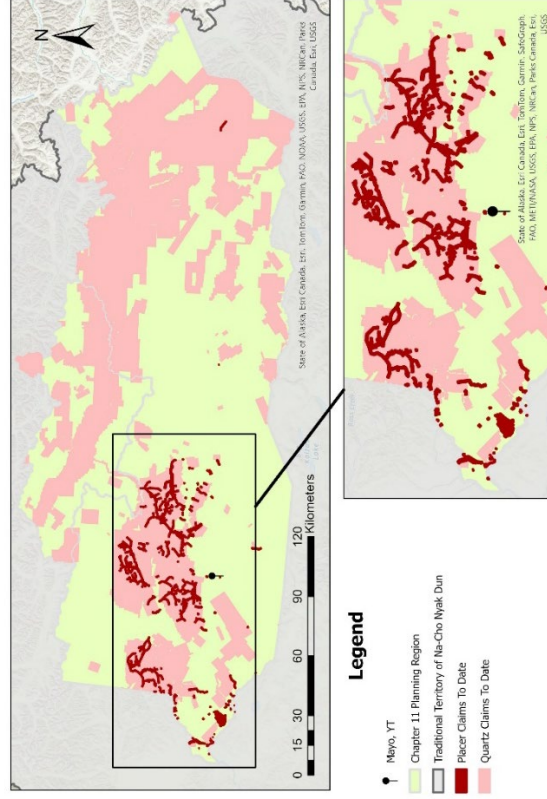 N
State of Alaska, Esri Canada, Esri, TomTom, Garmin, FAO, NOAA, USGS, EPA, NPS, NRCan, Parks
Canada, Esri, USGS
0 15 30 60 90 120
Kilometers
Legend
Mayo, YT
Chapter 11 Planning Region
Traditional Territory of Na-Cho Nyak Dun
Placer Claims To Date
Quartz Claims To Date
State of Alaska, Esri Canada, Esri, TomTom, Garmin, SafeGraph,
FAO, METI/NASA, USGS, EPA, NPS, NRCan, Parks Canada, Esri,
USGS